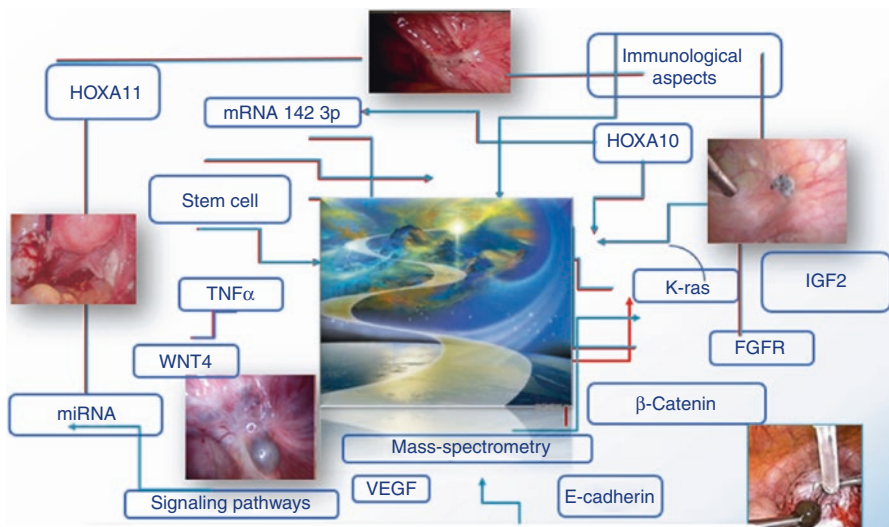 Immunological
aspects
HOXA11
mRNA 142 3p
HOXA10
Stem cell
TNFα
K-ras
IGF2
WNT4
FGFR
miRNA
β-Catenin
Mass-spectrometry
VEGF
E-cadherin
Signaling pathways